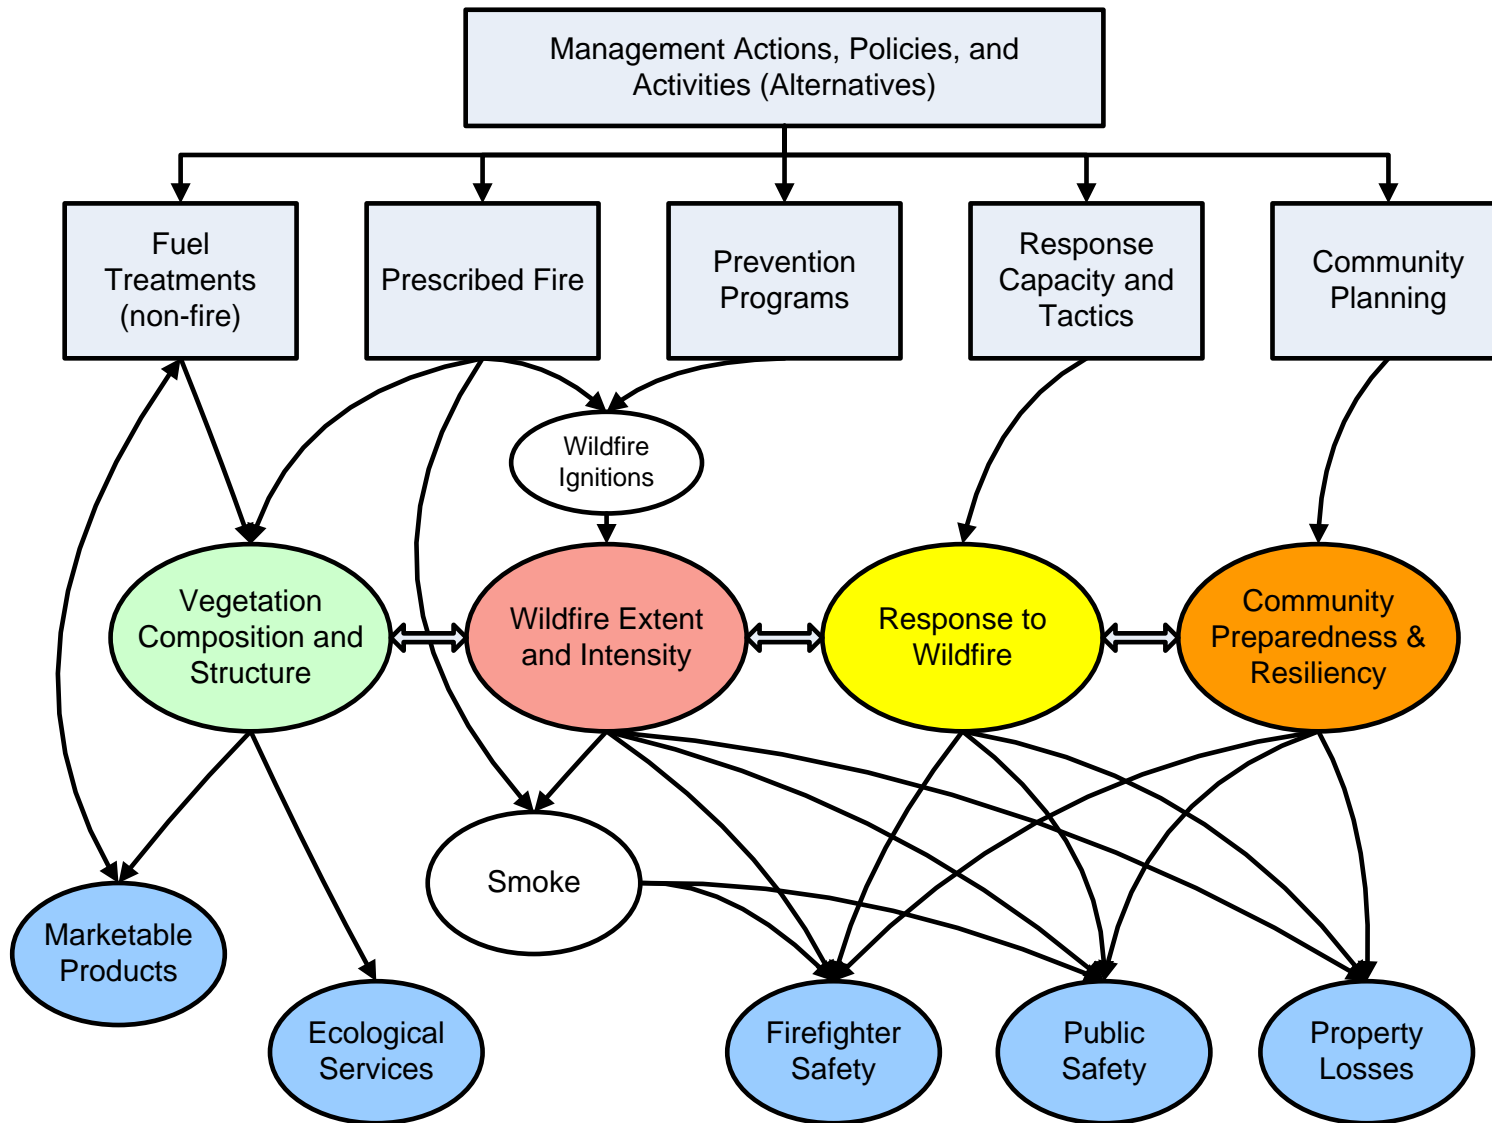 Management Actions, Policies, and
Activities (Alternatives)
Fuel
Treatments
(non-fire)
Prescribed Fire
Prevention
Programs
Response
Capacity and
Tactics
Community
Planning
Wildfire
Ignitions
Vegetation
Composition and
Structure
Wildfire Extent
and Intensity
Response to
Wildfire
Community
Preparedness &
Resiliency
Smoke
Marketable
Products
Ecological
Services
Firefighter
Safety
Public
Safety
Property
Losses